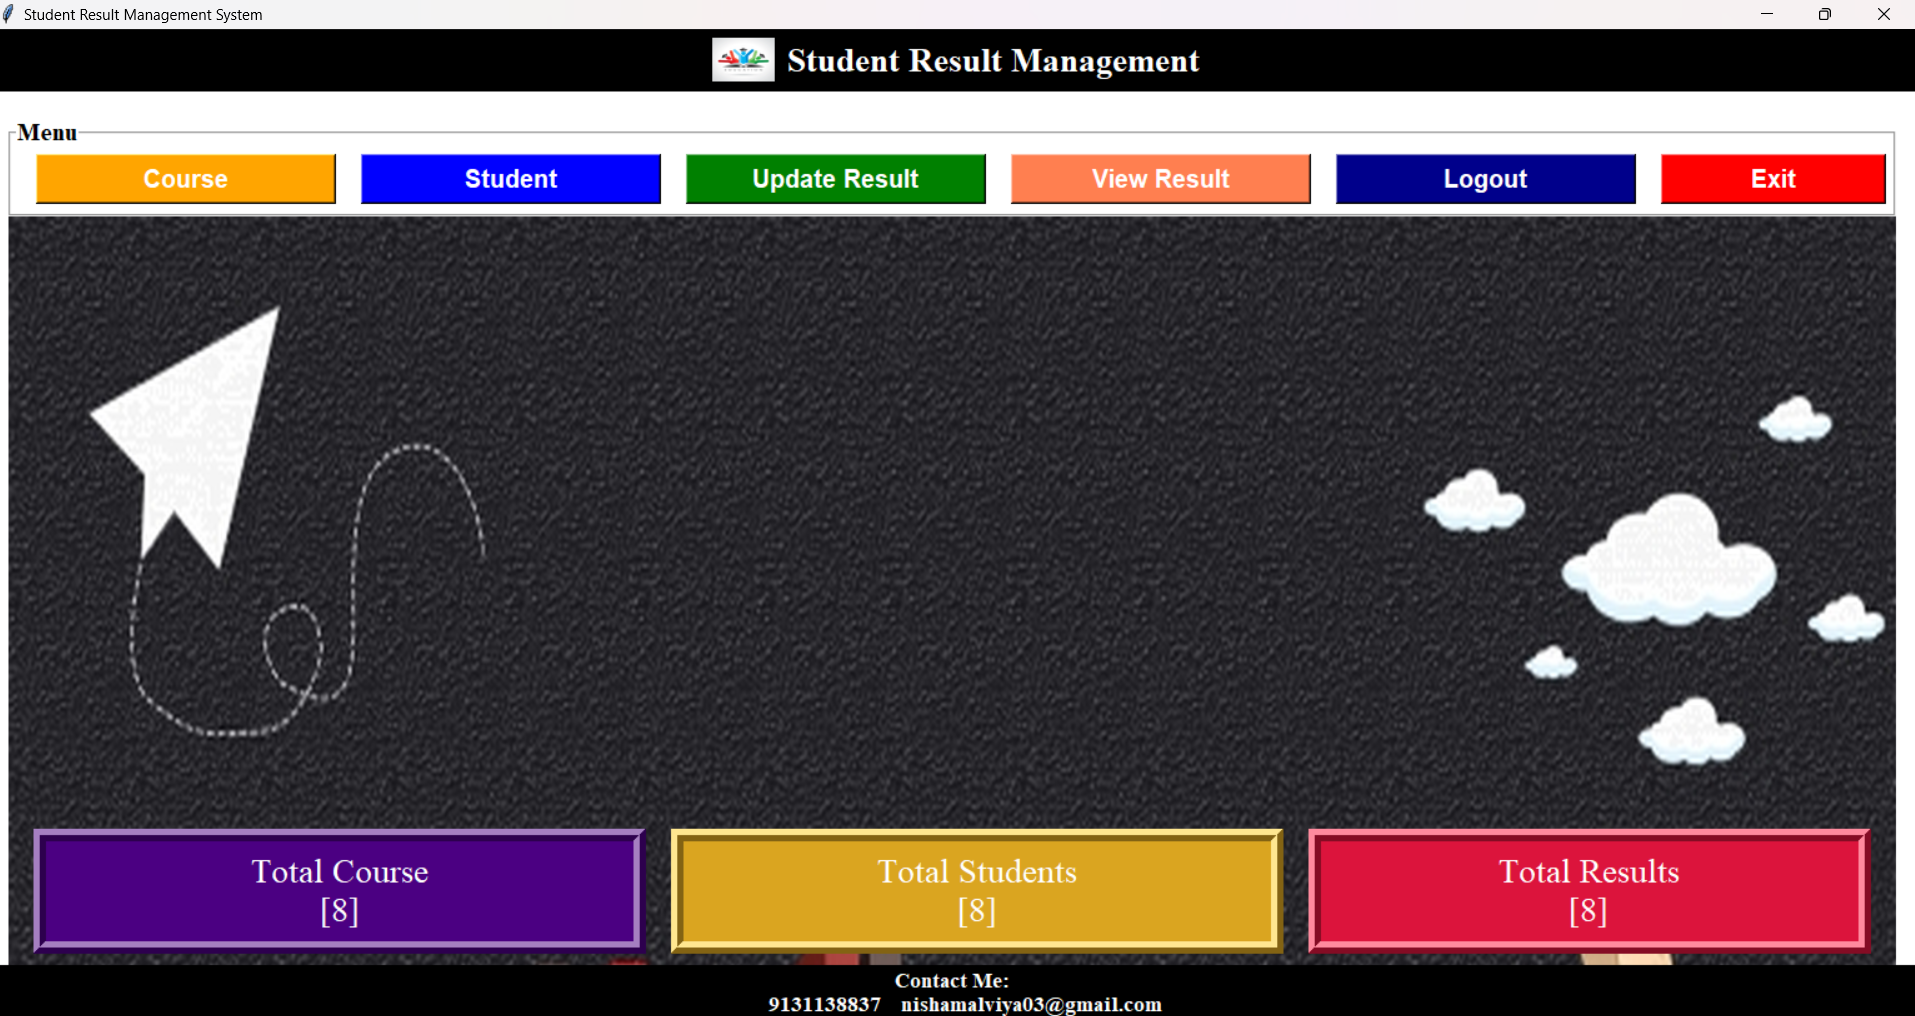 Student Result Management System
Student Result Management
Menu
Course
Student
Update Result
View Result
Logout
Exit
Total Course
[8]
Total Students
[8]
Total Results
[8]
Contact Me:
9131138837 nishamalviya03@gmail.com